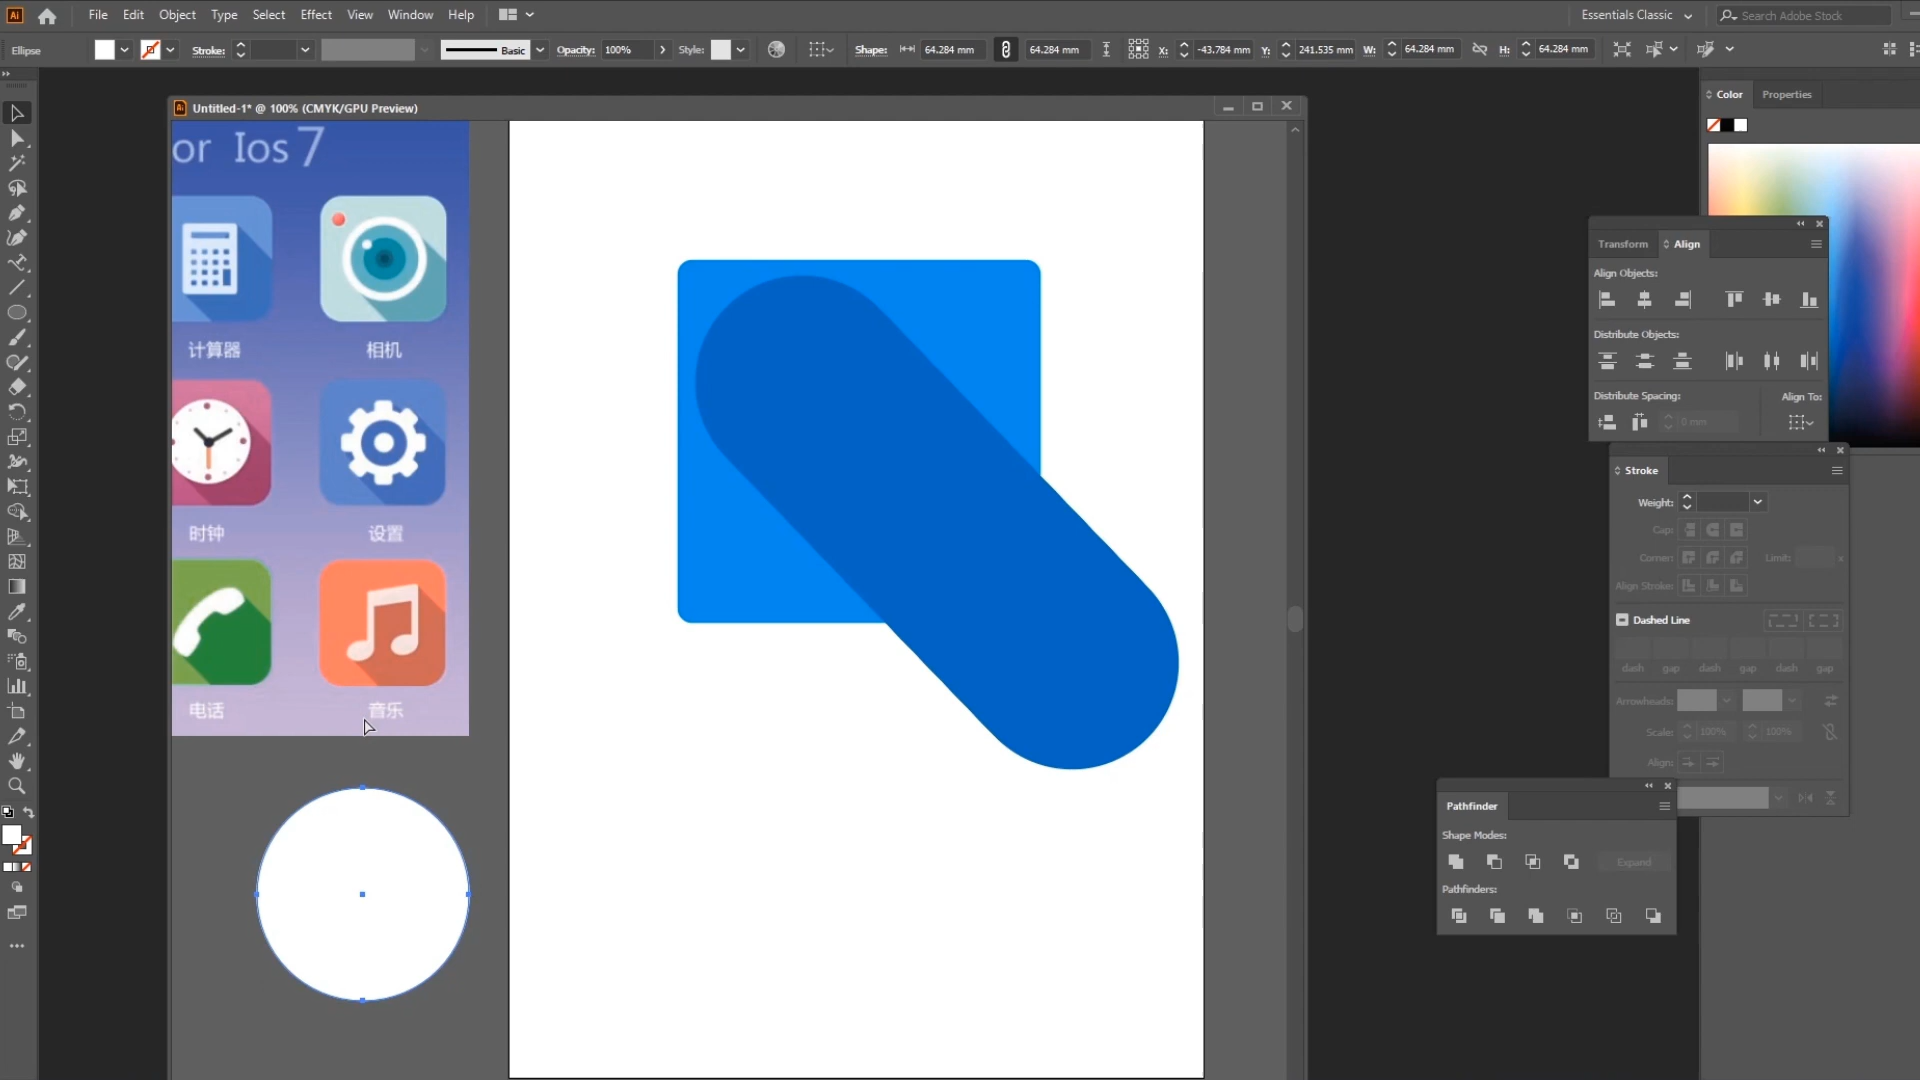 Ai
File Edit Object Type Select Effect View Window Help
Essentials Classic
Search Adobe Stock
Ellipse
Stroke:
Basic
Opacity: 100%
Style:
Shape: 64.284 mm 64.284 mm
X: -43.784 mm Y: 241.535 mm W: 64.284 mm H: 64.284 mm
Untitled-1* @ 100% (CMYK/GPU Preview)
or Ios 7
计算器 相机
时钟 设置
电话 音乐
Color Properties
Transform Align
Align Objects:
Distribute Objects:
Distribute Spacing: Align To:
0 mm
Stroke
Weight:
Cap:
Corner: Limit: x
Align Stroke:
Dashed Line
dash gap dash gap dash gap
Arrowheads:
Scale: 100% 100%
Align:
Pathfinder
Shape Modes:
Expand
Pathfinders: